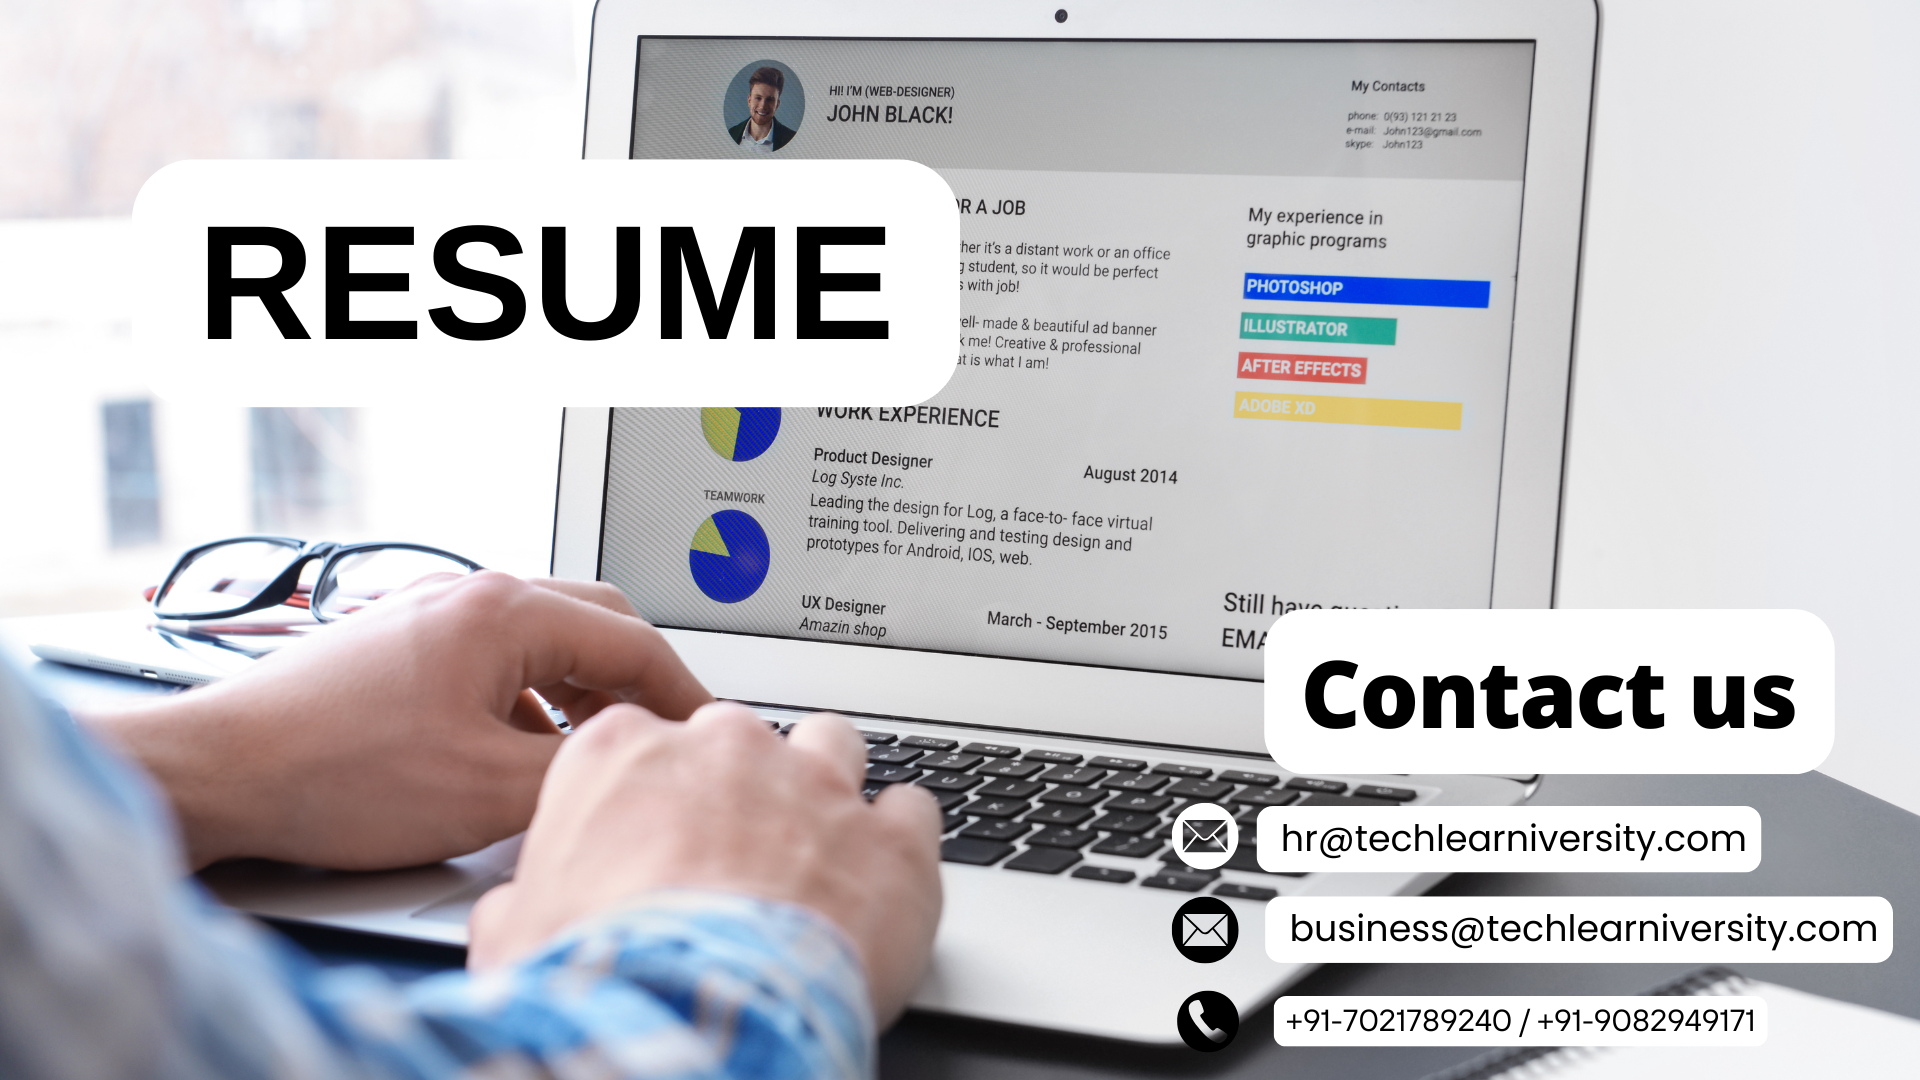 HI! I'M (WEB-DESIGNER)
JOHN BLACK!
My Contacts
phone: 0(93) 121 21 23
e-mail: John123@gmail.com
skype: John123
RESUME
R A JOB
it's a distant work or an office
student, so it would be perfect
with job!
made & beautiful ad banner
me! Creative & professional
is what I am!
My experience in
graphic programs
PHOTOSHOP
ILLUSTRATOR
AFTER EFFECTS
ADOBE XD
WORK EXPERIENCE
Product Designer
August 2014
Log Syste Inc.
Leading the design for Log, a face-to- face virtual
training tool. Delivering and testing design and
prototypes for Android, IOS, web.
TEAMWORK
UX Designer
March - September 2015
Amazin shop
Still have
Contact us
hr@techlearniversity.com
business@techlearniversity.com
+91-7021789240 / +91-9082949171